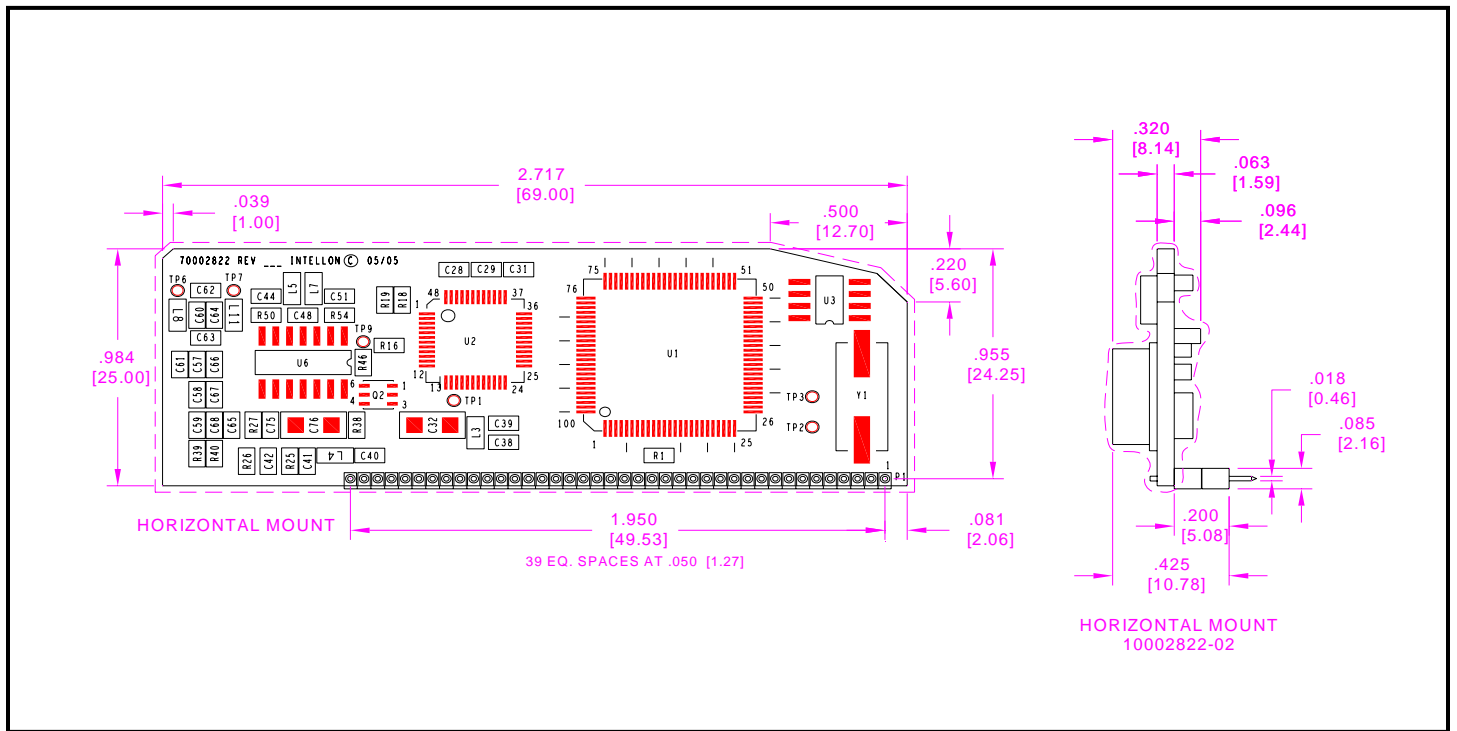 2.717
[69.00]
.039
[1.00]
.500
[12.70]
.220
[5.60]
70002822 REV ___ INTELLON © 05/05
TP6
TP7
C62
L8
C60
C64
L11
C63
C44
L5
L7
C51
R50
C48
R54
R19
R18
C28
C29
C31
48
37
1
36
U2
12
13
25
24
75
51
76
50
U1
100
1
26
25
U3
TP9
R16
R46
U6
C61
C57
C66
C58
C67
6
1
Q2
4
3
TP1
TP3
TP2
Y1
C59
C68
C65
R27
C75
C76
R38
C32
L3
C39
C38
R39
R40
R26
C42
R25
C41
L4
C40
R1
1
P1
.984
[25.00]
.955
[24.25]
HORIZONTAL MOUNT
1.950
[49.53]
39 EQ. SPACES AT .050 [1.27]
.081
[2.06]
.320
[8.14]
.063
[1.59]
.096
[2.44]
.018
[0.46]
.085
[2.16]
.200
[5.08]
.425
[10.78]
HORIZONTAL MOUNT
10002822-02